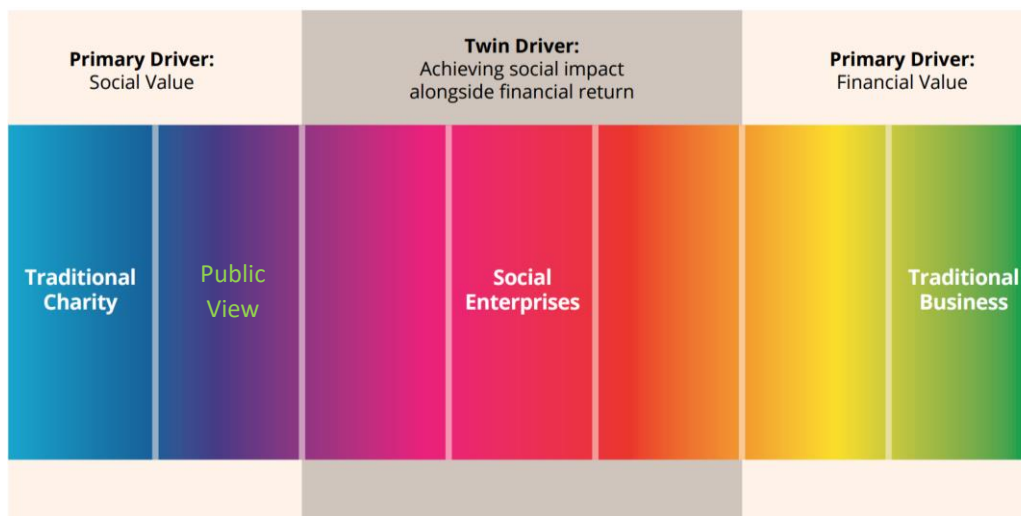 Primary Driver:
Social Value
Twin Driver:
Achieving social impact
alongside financial return
Primary Driver:
Financial Value
Traditional
Charity
Public
View
Social
Enterprises
Traditional
Business